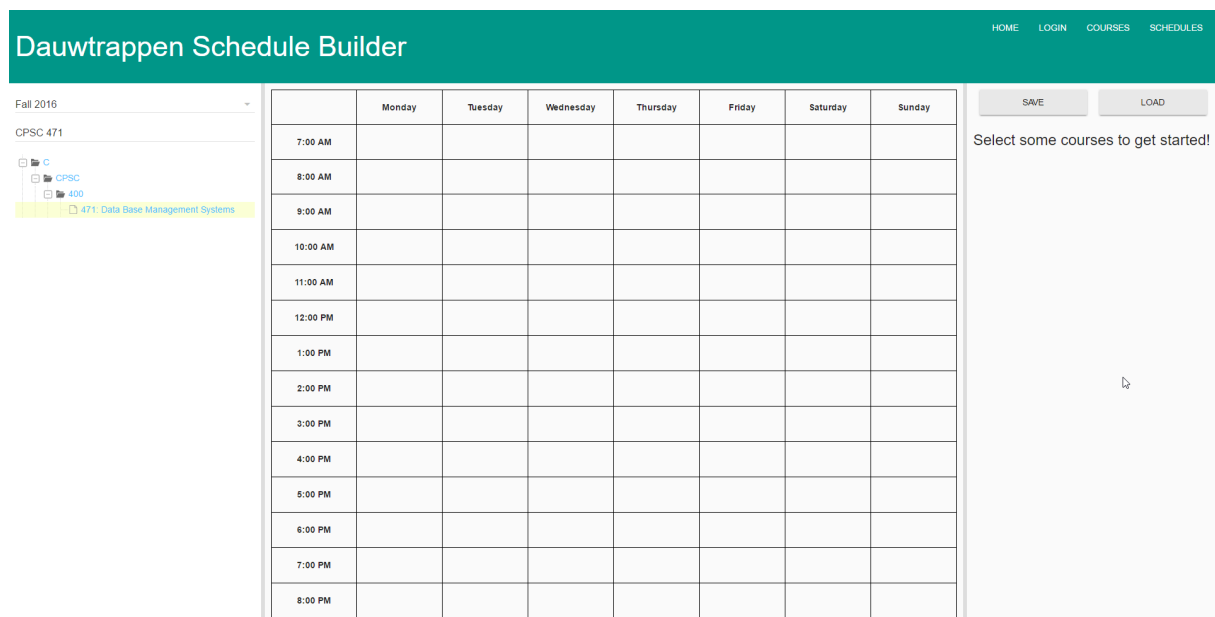 Dauwtrappen Schedule Builder
HOME LOGIN COURSES SCHEDULES
Fall 2016
CPSC 471
C
CPSC
400
471: Data Base Management Systems
Monday Tuesday Wednesday Thursday Friday Saturday Sunday
7:00 AM
8:00 AM
9:00 AM
10:00 AM
11:00 AM
12:00 PM
1:00 PM
2:00 PM
3:00 PM
4:00 PM
5:00 PM
6:00 PM
7:00 PM
8:00 PM
SAVE LOAD
Select some courses to get started!